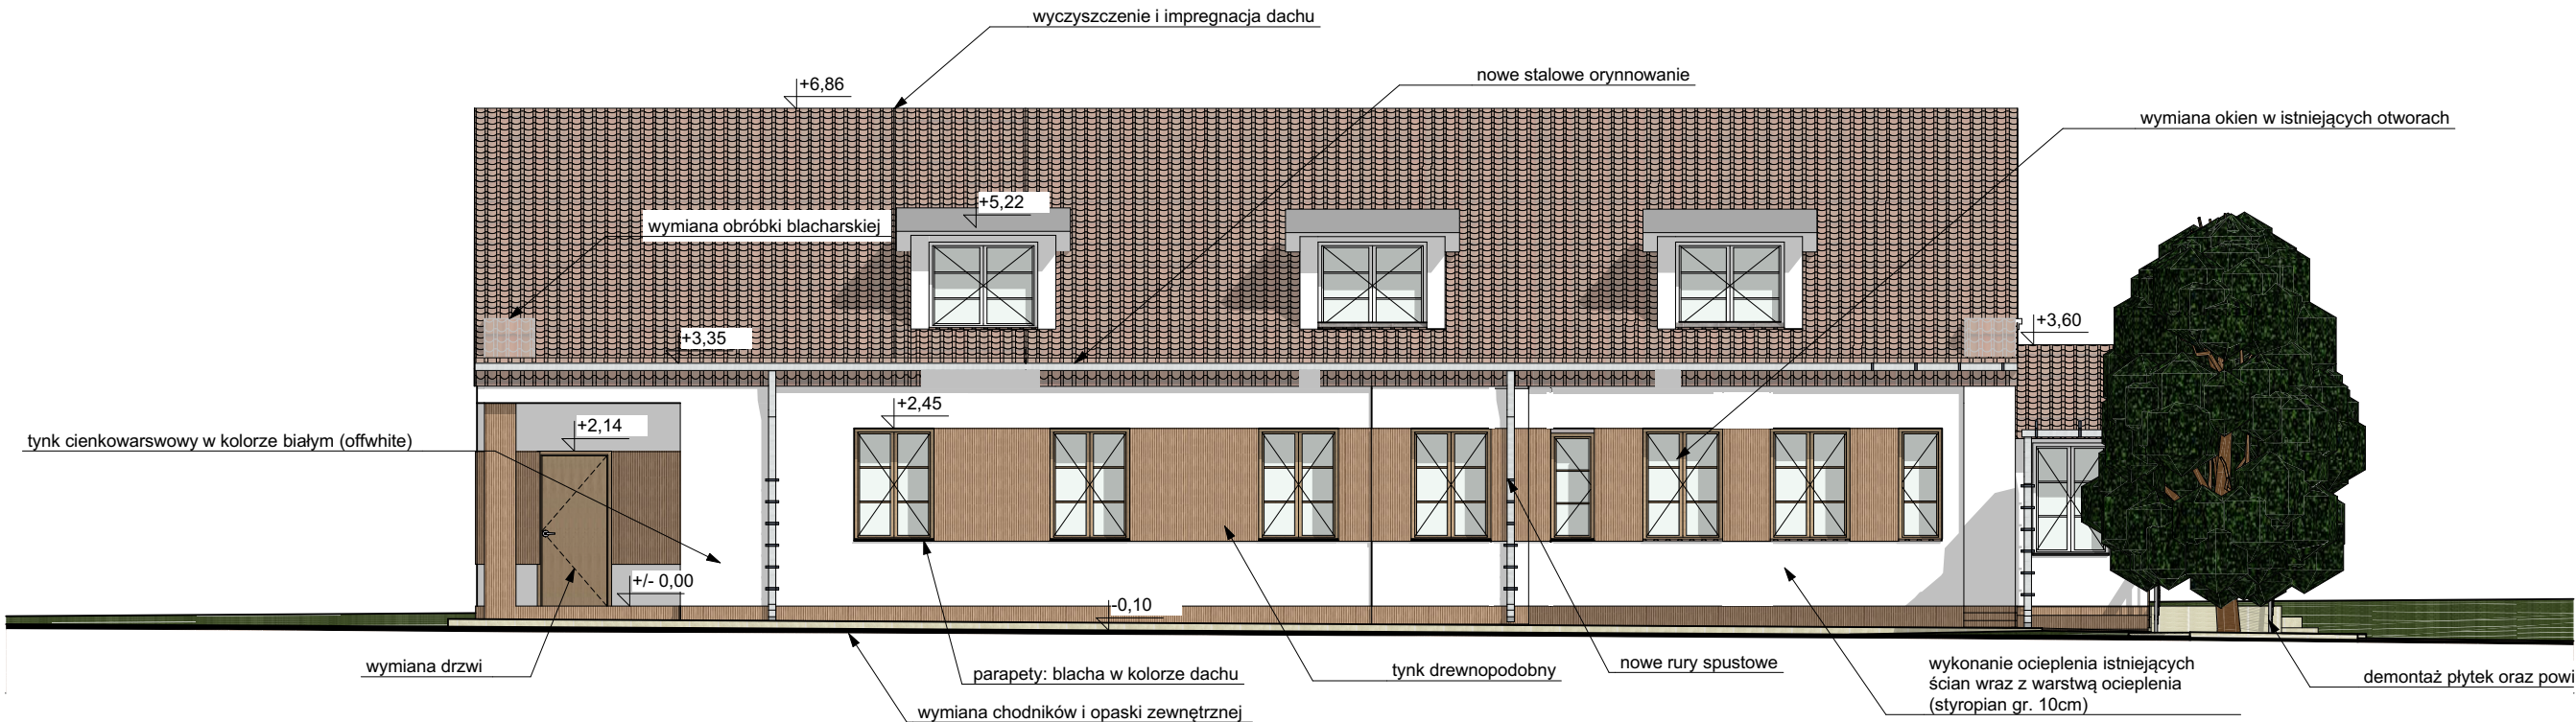 wyczyszczenie i impregnacja dachu
nowe stalowe orynnowanie
+6,86
wymiana okien w istniejących otworach
+5,22
wymiana obróbki blacharskiej
+3,60
+3,35
+2,45
+2,14
tynk cienkowarswowy w kolorze białym (offwhite)
+/- 0,00
-0,10
wymiana drzwi
parapety: blacha w kolorze dachu
tynk drewnopodobny
nowe rury spustowe
wykonanie ocieplenia istniejących
ścian wraz z warstwą ocieplenia
(styropian gr. 10cm)
demontaż płytek oraz powi
wymiana chodników i opaski zewnętrznej